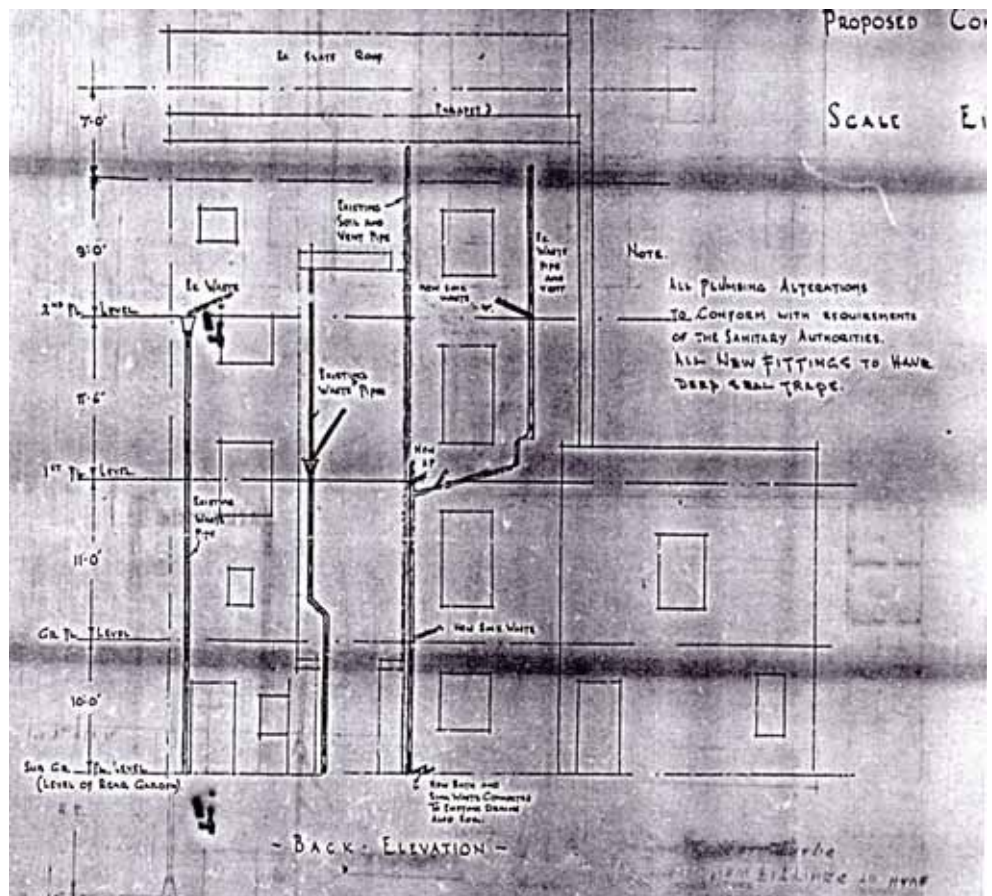 PROPOSED
Ex SLATE ROOF
PARAPET
SCALE
7'·0"
EXISTING
SOIL AND
VENT PIPE
9'·0"
Ex
WASTE
PIPE
AND
VENT
NOTE.
Ex WASTE
NEW SINK
WASTE
2ND FL. LEVEL
ALL PLUMBING ALTERATIONS
TO CONFORM WITH REQUIREMENTS
OF THE SANITARY AUTHORITIES.
ALL NEW FITTINGS TO HAVE
DEEP SEAL TRAPS.
EXISTING
WASTE PIPES
1ST FL. LEVEL
EXISTING
WASTE
PIPE
11'·0"
GR FL. LEVEL
NEW SINK WASTE
10'·0"
SUB GR. FL. LEVEL
(LEVEL OF REAR GARDEN)
NEW BATH AND
SINK WASTE CONNECTED
TO EXISTING DRAINS
AND SOIL.
~ BACK · ELEVATION ~